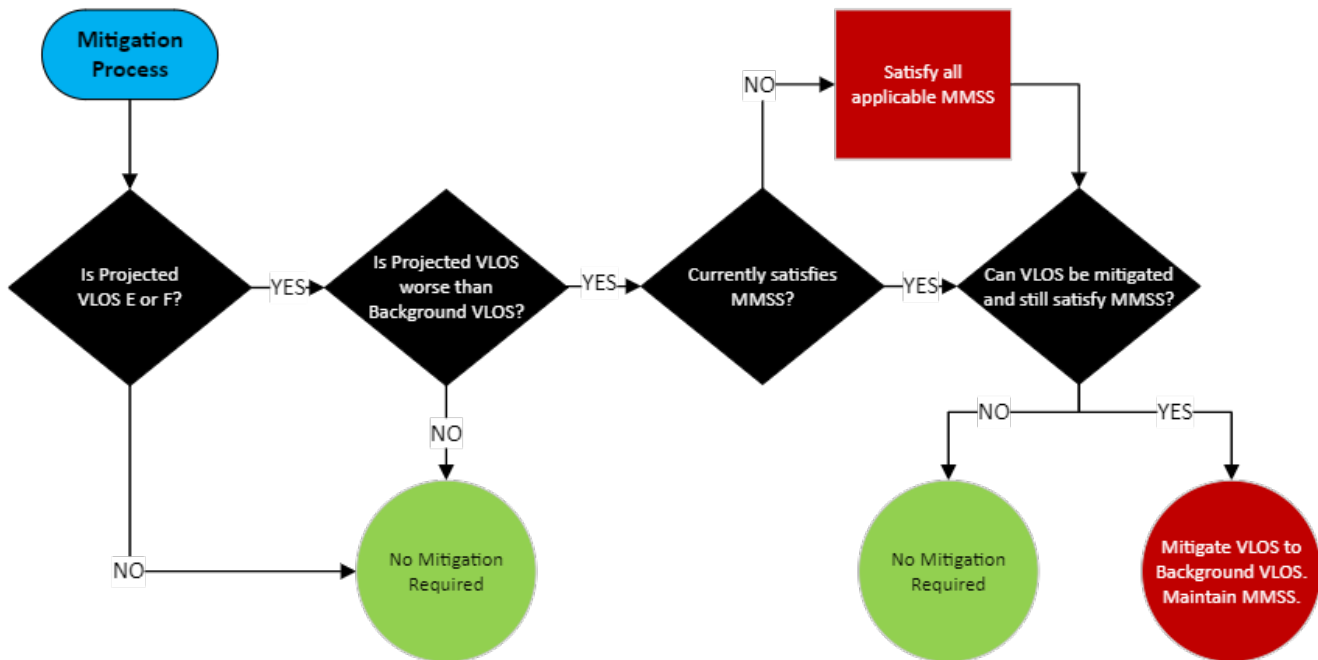 Mitigation
Process
Is Projected
VLOS E or F?
YES
Is Projected VLOS
worse than
Background VLOS?
YES
Currently satisfies
MMSS?
NO
Satisfy all
applicable MMSS
YES
Can VLOS be mitigated
and still satisfy MMSS?
NO
NO
No Mitigation
Required
NO
No Mitigation
Required
YES
Mitigate VLOS to
Background VLOS.
Maintain MMSS.